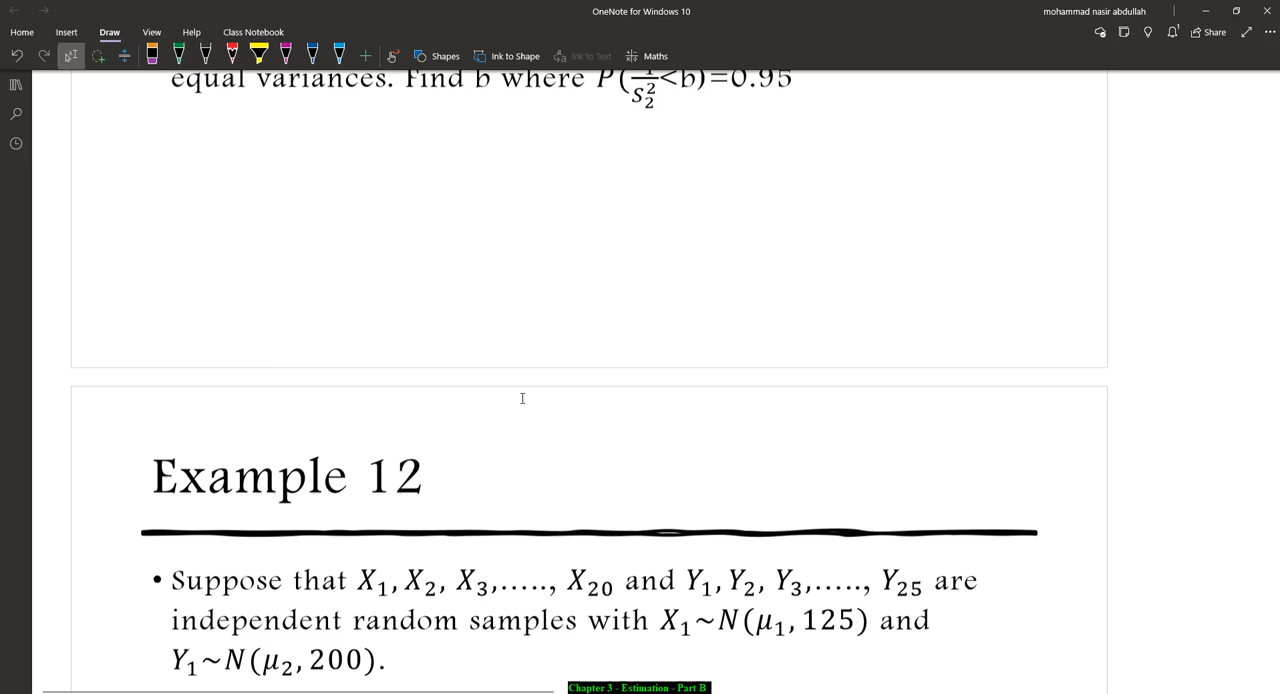 OneNote for Windows 10
mohammad nasir abdullah
Home Insert Draw View Help Class Notebook
Share
Shapes Ink to Shape Ink to Text Maths
equal variances. Find b where P(S₂² <b)=0.95
Example 12
• Suppose that X₁, X₂, X₃,....., X₂₀ and Y₁, Y₂, Y₃,....., Y₂₅ are
independent random samples with X₁~N(μ₁, 125) and
Y₁~N(μ₂, 200).
Chapter 3 - Estimation - Part B